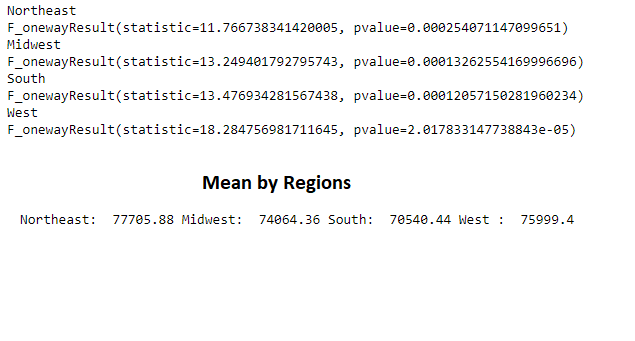 Northeast
F_onewayResult(statistic=11.766738341420005, pvalue=0.000254071147099651)
Midwest
F_onewayResult(statistic=13.249401792795743, pvalue=0.00013262554169996696)
South
F_onewayResult(statistic=13.476934281567438, pvalue=0.00012057150281960234)
West
F_onewayResult(statistic=18.284756981711645, pvalue=2.017833147738843e-05)
Mean by Regions
Northeast:  77705.88 Midwest:  74064.36 South:  70540.44 West :  75999.4